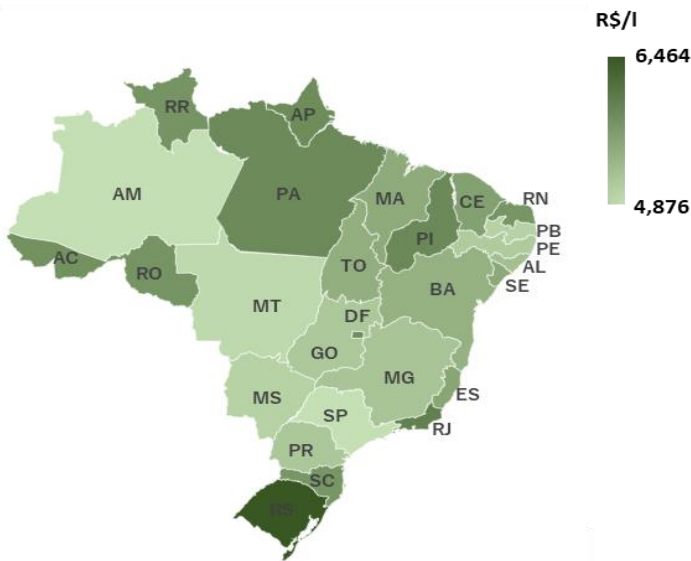 R$/l
6,464
4,876
RR
AP
AM
PA
MA
CE
RN
PB
PE
AL
SE
PI
AC
RO
TO
BA
MT
DF
GO
MG
ES
MS
SP
RJ
PR
SC
RS